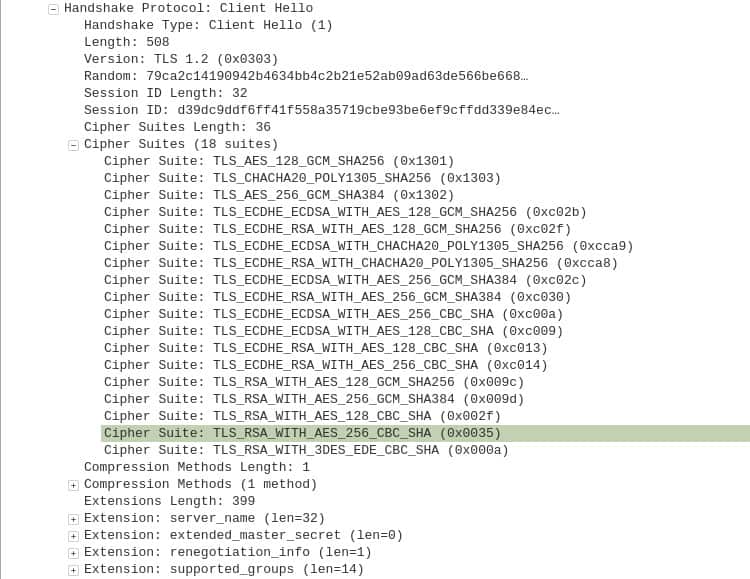 Handshake Protocol: Client Hello
Handshake Type: Client Hello (1)
Length: 508
Version: TLS 1.2 (0x0303)
Random: 79ca2c14190942b4634bb4c2b21e52ab09ad63de566be668…
Session ID Length: 32
Session ID: d39dc9ddf6ff41f558a35719cbe93be6ef9cffdd339e84ec…
Cipher Suites Length: 36
Cipher Suites (18 suites)
Cipher Suite: TLS_AES_128_GCM_SHA256 (0x1301)
Cipher Suite: TLS_CHACHA20_POLY1305_SHA256 (0x1303)
Cipher Suite: TLS_AES_256_GCM_SHA384 (0x1302)
Cipher Suite: TLS_ECDHE_ECDSA_WITH_AES_128_GCM_SHA256 (0xc02b)
Cipher Suite: TLS_ECDHE_RSA_WITH_AES_128_GCM_SHA256 (0xc02f)
Cipher Suite: TLS_ECDHE_ECDSA_WITH_CHACHA20_POLY1305_SHA256 (0xcca9)
Cipher Suite: TLS_ECDHE_RSA_WITH_CHACHA20_POLY1305_SHA256 (0xcca8)
Cipher Suite: TLS_ECDHE_ECDSA_WITH_AES_256_GCM_SHA384 (0xc02c)
Cipher Suite: TLS_ECDHE_RSA_WITH_AES_256_GCM_SHA384 (0xc030)
Cipher Suite: TLS_ECDHE_ECDSA_WITH_AES_256_CBC_SHA (0xc00a)
Cipher Suite: TLS_ECDHE_ECDSA_WITH_AES_128_CBC_SHA (0xc009)
Cipher Suite: TLS_ECDHE_RSA_WITH_AES_128_CBC_SHA (0xc013)
Cipher Suite: TLS_ECDHE_RSA_WITH_AES_256_CBC_SHA (0xc014)
Cipher Suite: TLS_RSA_WITH_AES_128_GCM_SHA256 (0x009c)
Cipher Suite: TLS_RSA_WITH_AES_256_GCM_SHA384 (0x009d)
Cipher Suite: TLS_RSA_WITH_AES_128_CBC_SHA (0x002f)
Cipher Suite: TLS_RSA_WITH_AES_256_CBC_SHA (0x0035)
Cipher Suite: TLS_RSA_WITH_3DES_EDE_CBC_SHA (0x000a)
Compression Methods Length: 1
Compression Methods (1 method)
Extensions Length: 399
Extension: server_name (len=32)
Extension: extended_master_secret (len=0)
Extension: renegotiation_info (len=1)
Extension: supported_groups (len=14)